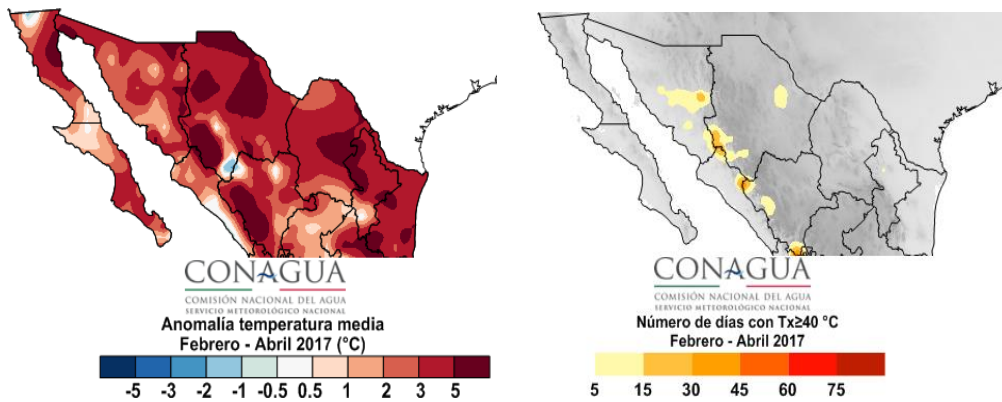 CONAGUA
COMISIÓN NACIONAL DEL AGUA
SERVICIO METEOROLÓGICO NACIONAL
Anomalía temperatura media
Febrero - Abril 2017 (°C)
-5 -3 -2 -1 -0.5 0.5 1 2 3 5
CONAGUA
COMISIÓN NACIONAL DEL AGUA
SERVICIO METEOROLÓGICO NACIONAL
Número de días con Tx≥40 °C
Febrero - Abril 2017
5 15 30 45 60 75